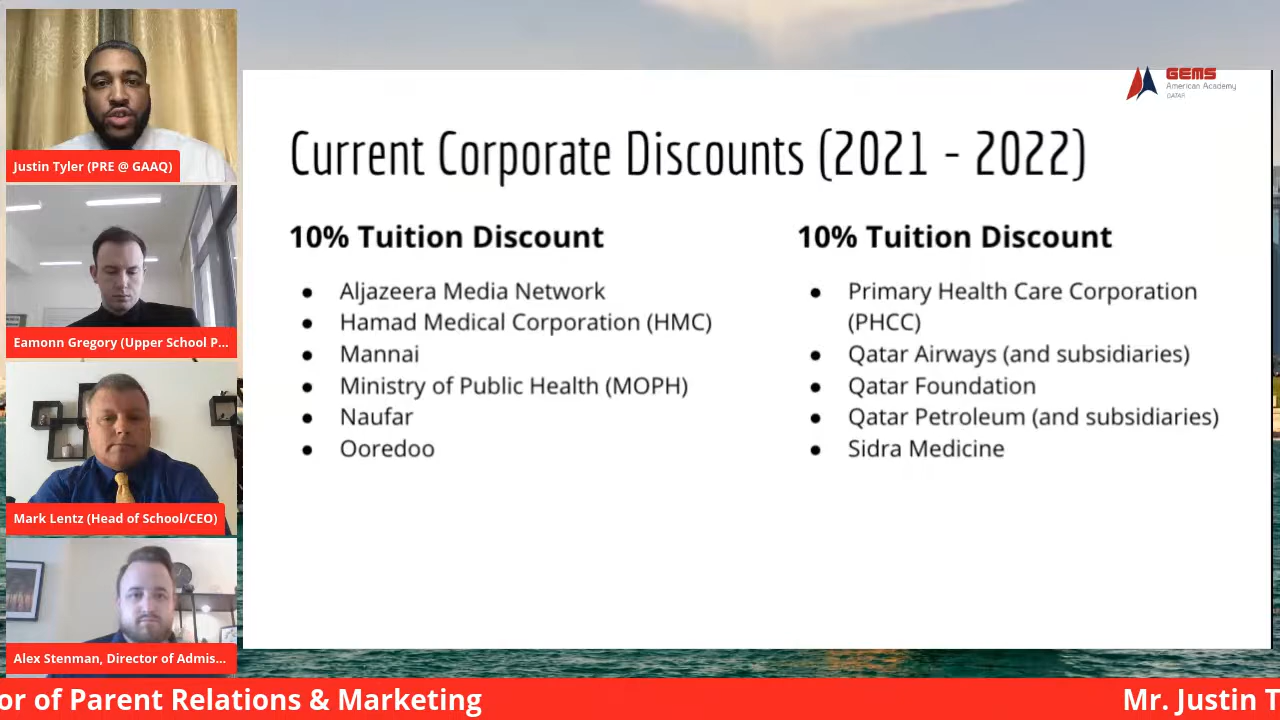 GEMS
American Academy
QATAR
Current Corporate Discounts (2021 - 2022)
10% Tuition Discount
● Aljazeera Media Network
● Hamad Medical Corporation (HMC)
● Mannai
● Ministry of Public Health (MOPH)
● Naufar
● Ooredoo
10% Tuition Discount
● Primary Health Care Corporation
(PHCC)
● Qatar Airways (and subsidiaries)
● Qatar Foundation
● Qatar Petroleum (and subsidiaries)
● Sidra Medicine
Justin Tyler (PRE @ GAAQ)
Eamonn Gregory (Upper School P...
Mark Lentz (Head of School/CEO)
Alex Stenman, Director of Admis...
or of Parent Relations & Marketing
Mr. Justin T